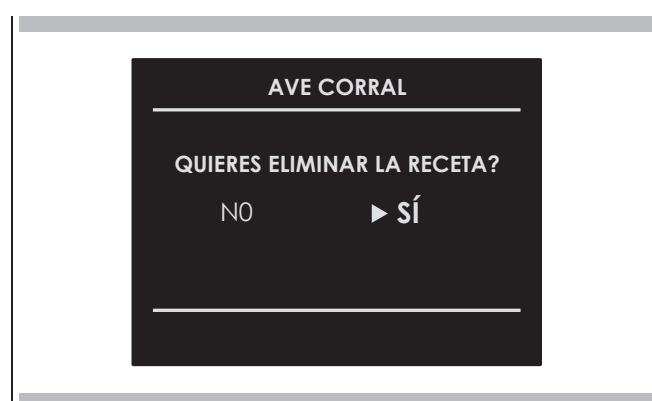 AVE CORRAL
QUIERES ELIMINAR LA RECETA?
N0 ▶ SÍ